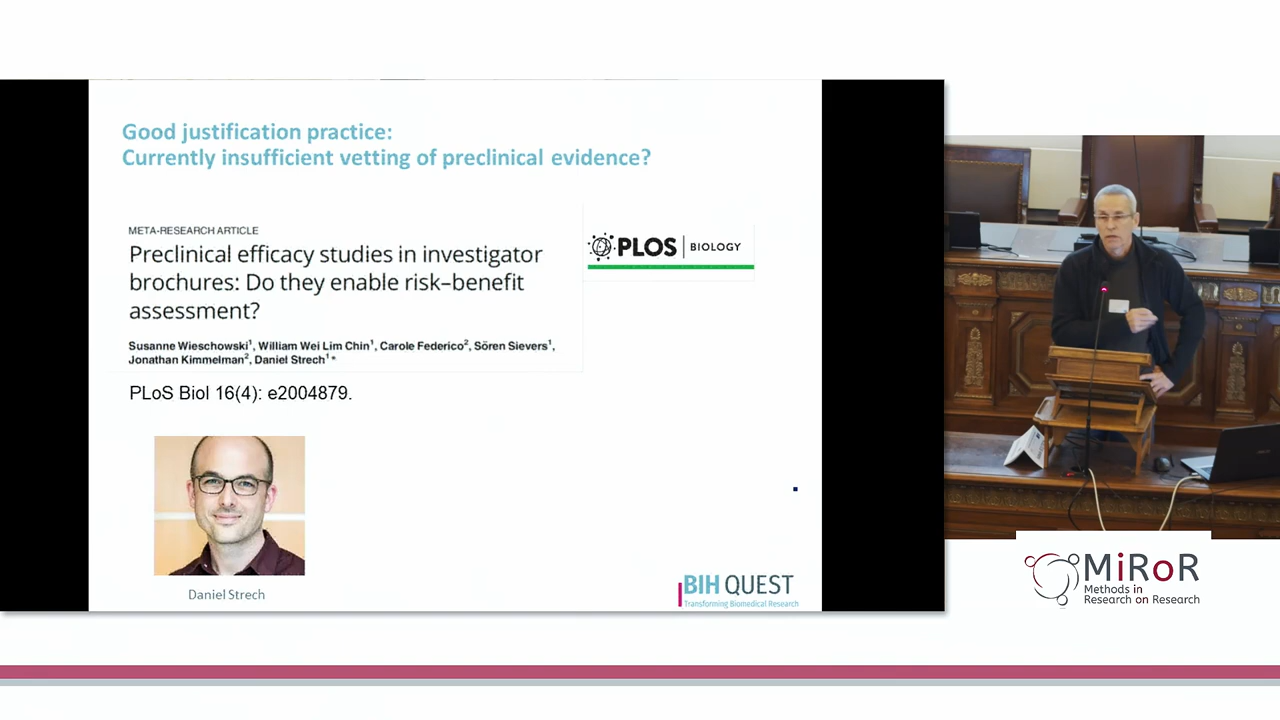 Good justification practice:
Currently insufficient vetting of preclinical evidence?
META-RESEARCH ARTICLE
Preclinical efficacy studies in investigator
brochures: Do they enable risk–benefit
assessment?
Susanne Wieschowski1, William Wei Lim Chin1, Carole Federico2, Sören Sievers1,
Jonathan Kimmelman2, Daniel Strech1*
PLOS BIOLOGY
PLoS Biol 16(4): e2004879.
Daniel Strech
BIH QUEST
Transforming Biomedical Research
MiRoR
Methods in
Research on Research